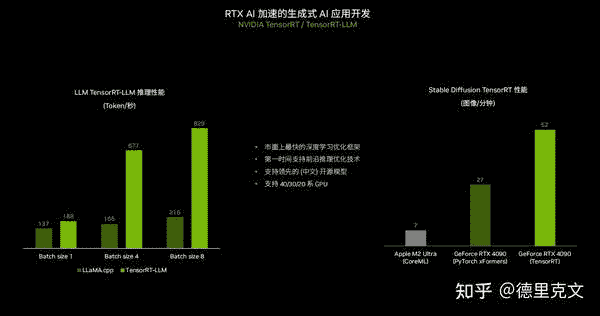 RTX AI 加速的生成式 AI 应用开发
NVIDIA TensorRT / TensorRT-LLM
LLM TensorRT-LLM 推理性能
(Token/秒)
829
677
216
188
165
137
Batch size 1
Batch size 4
Batch size 8
LLaMA.cpp
TensorRT-LLM
市面上最快的深度学习优化框架
第一时间支持前沿推理优化技术
支持领先的 (中文) 开源模型
支持 40/30/20 系 GPU
Stable Diffusion TensorRT 性能
(图像/分钟)
52
27
7
Apple M2 Ultra
(CoreML)
GeForce RTX 4090
(PyTorch xFormers)
GeForce RTX 4090
(TensorRT)
知乎 @德里克文